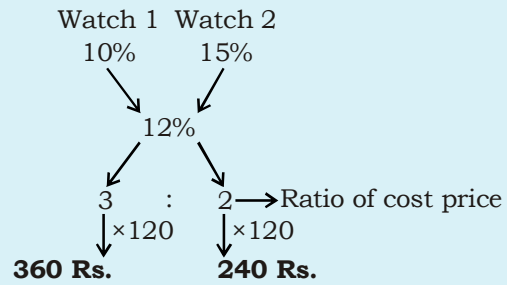 Watch 1 Watch 2
10% 15%
12%
3 : 2 Ratio of cost price
×120 ×120
360 Rs. 240 Rs.